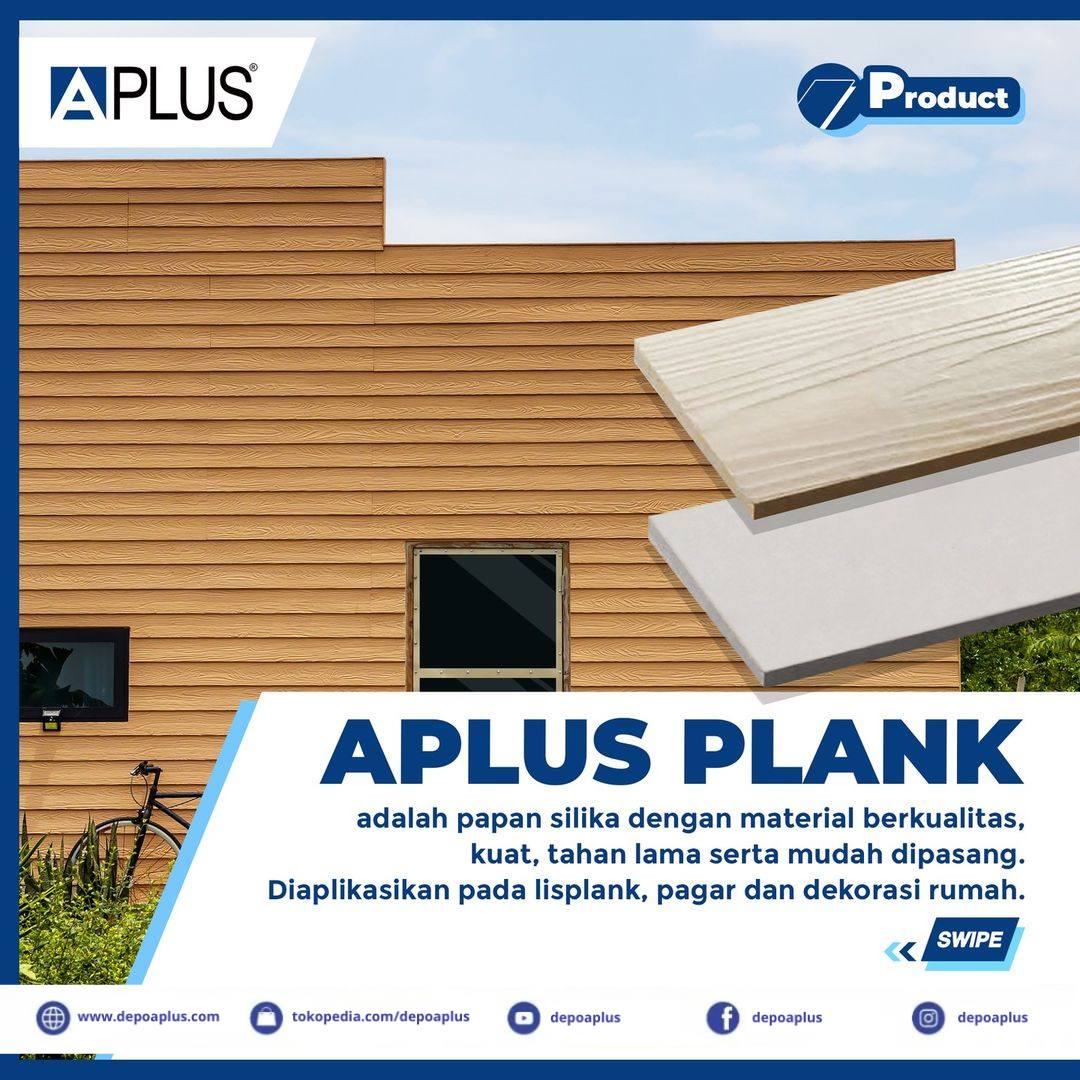 APLUS®
7 Product
APLUS PLANK
adalah papan silika dengan material berkualitas,
kuat, tahan lama serta mudah dipasang.
Diaplikasikan pada lisplank, pagar dan dekorasi rumah.
SWIPE
www.depoaplus.com
tokopedia.com/depoaplus
depoaplus
depoaplus
depoaplus